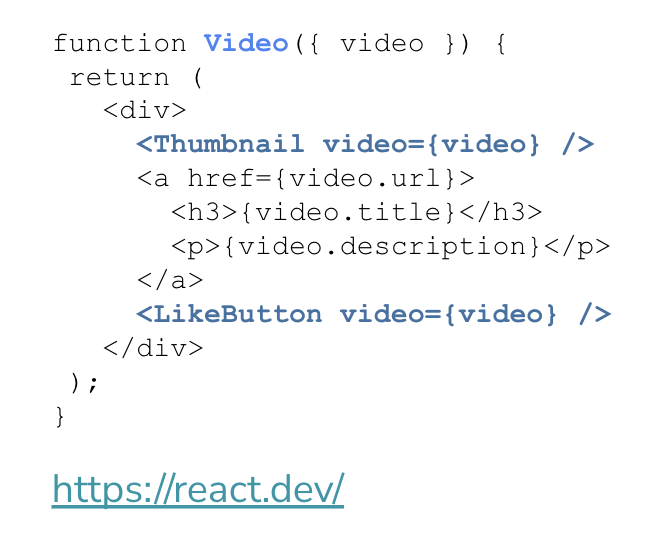 function Video({ video }) {
return (
<div>
<Thumbnail video={video} />
<a href={video.url}>
<h3>{video.title}</h3>
<p>{video.description}</p>
</a>
<LikeButton video={video} />
</div>
);
}
https://react.dev/